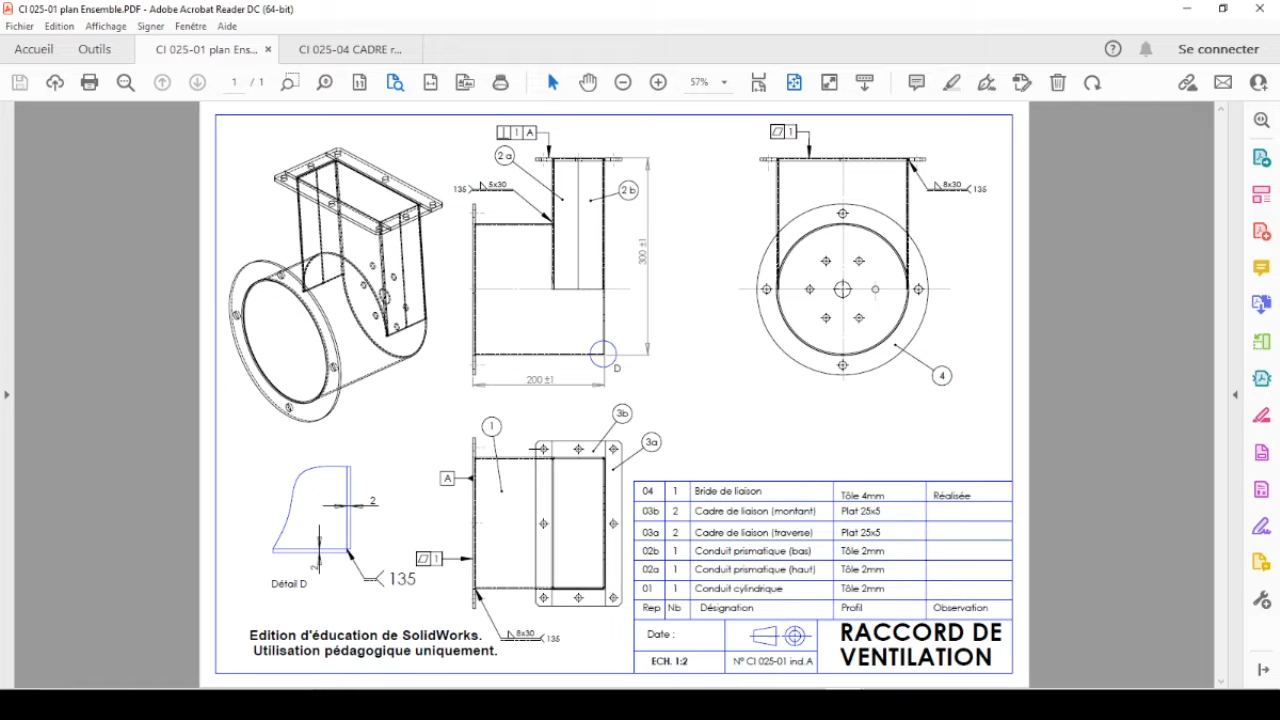 CI 025-01 plan Ensemble.PDF - Adobe Acrobat Reader DC (64-bit)
Fichier Edition Affichage Signer Fenêtre Aide
Accueil Outils CI 025-01 plan Ens... × CI 025-04 CADRE r... Se connecter
1 / 1 57%
⊥ 1 A
2 a
135 5x30
2 b
300 ±1
D
200 ±1
1
8x30 135
4
1
3b
3a
A
1
8x30 135
2
2
135
Détail D
Edition d'éducation de SolidWorks.
Utilisation pédagogique uniquement.
04 1 Bride de liaison Tôle 4mm Réalisée
03b 2 Cadre de liaison (montant) Plat 25x5
03a 2 Cadre de liaison (traverse) Plat 25x5
02b 1 Conduit prismatique (bas) Tôle 2mm
02a 1 Conduit prismatique (haut) Tôle 2mm
01 1 Conduit cylindrique Tôle 2mm
Rep Nb Désignation Profil Observation
Date :
ECH. 1:2
N° CI 025-01 ind.A
RACCORD DE
VENTILATION